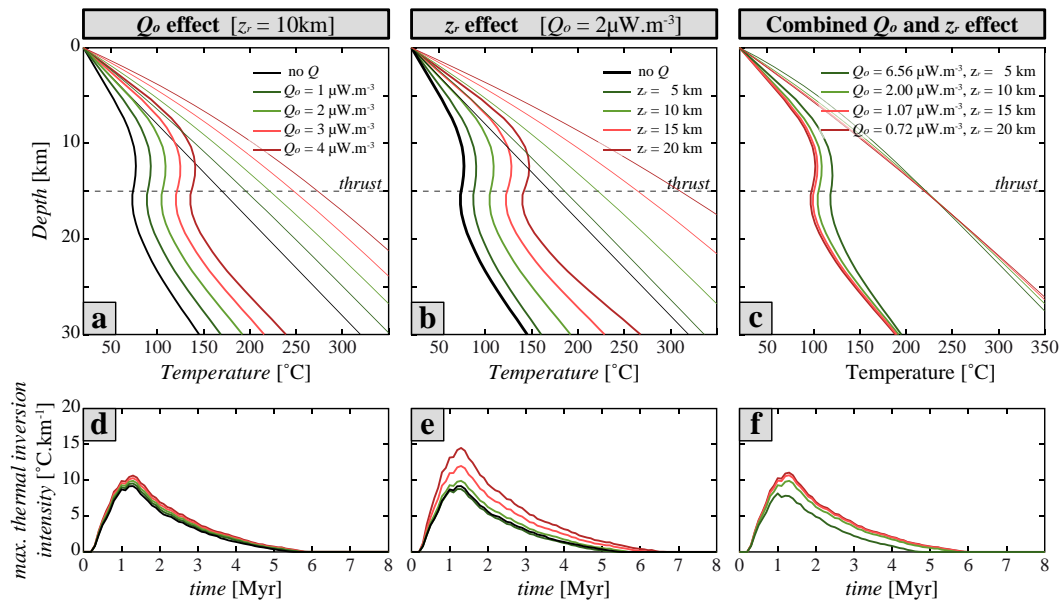 Qₒ effect [zᵣ = 10km]
zᵣ effect [Qₒ = 2µW.m⁻³]
Combined Qₒ and zᵣ effect
0
10
20
30
Depth [km]
no Q
Qₒ = 1 µW.m⁻³
Qₒ = 2 µW.m⁻³
Qₒ = 3 µW.m⁻³
Qₒ = 4 µW.m⁻³
thrust
a
50 100 150 200 250 300
Temperature [˚C]
no Q
zᵣ = 5 km
zᵣ = 10 km
zᵣ = 15 km
zᵣ = 20 km
thrust
b
50 100 150 200 250 300
Temperature [˚C]
Qₒ = 6.56 µW.m⁻³, zᵣ = 5 km
Qₒ = 2.00 µW.m⁻³, zᵣ = 10 km
Qₒ = 1.07 µW.m⁻³, zᵣ = 15 km
Qₒ = 0.72 µW.m⁻³, zᵣ = 20 km
thrust
c
50 100 150 200 250 300 350
Temperature [˚C]
max. thermal inversion
intensity [˚C.km⁻¹]
20
15
10
5
0
d
0 1 2 3 4 5 6 7 8
time [Myr]
e
0 1 2 3 4 5 6 7 8
time [Myr]
f
0 1 2 3 4 5 6 7 8
time [Myr]